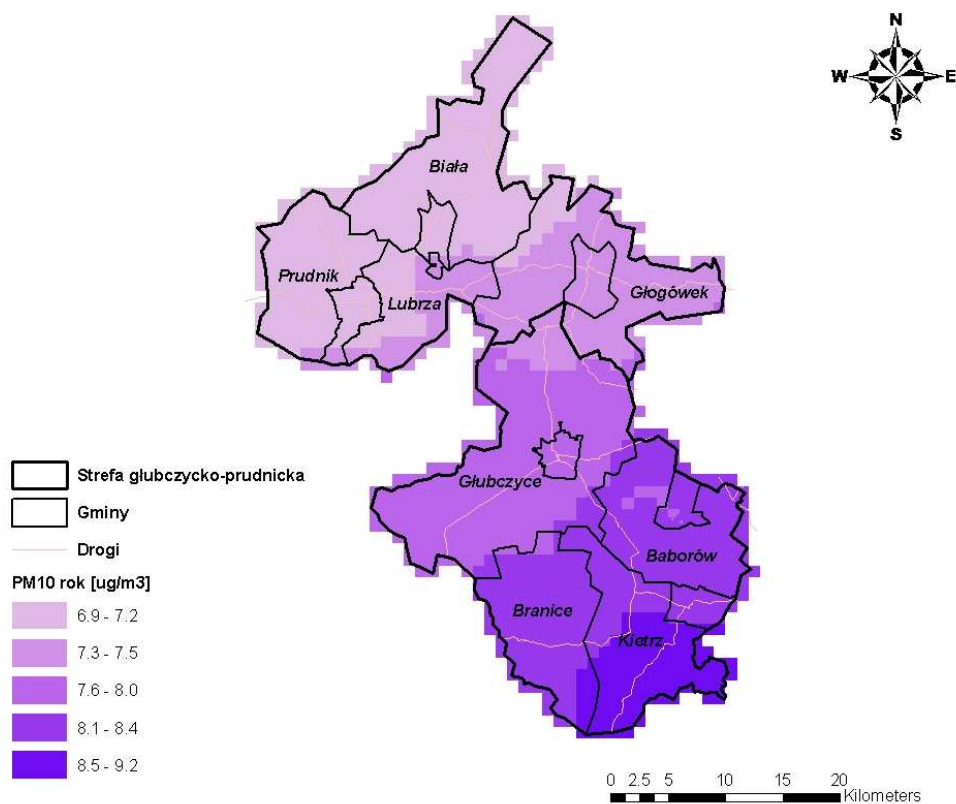 N
W E
S
Biała
Prudnik
Lubrza
Głogówek
Głubczyce
Baborów
Branice
Kietrz
Strefa głubczycko-prudnicka
Gminy
Drogi
PM10 rok [ug/m3]
6.9 - 7.2
7.3 - 7.5
7.6 - 8.0
8.1 - 8.4
8.5 - 9.2
0 2.5 5 10 15 20
Kilometers